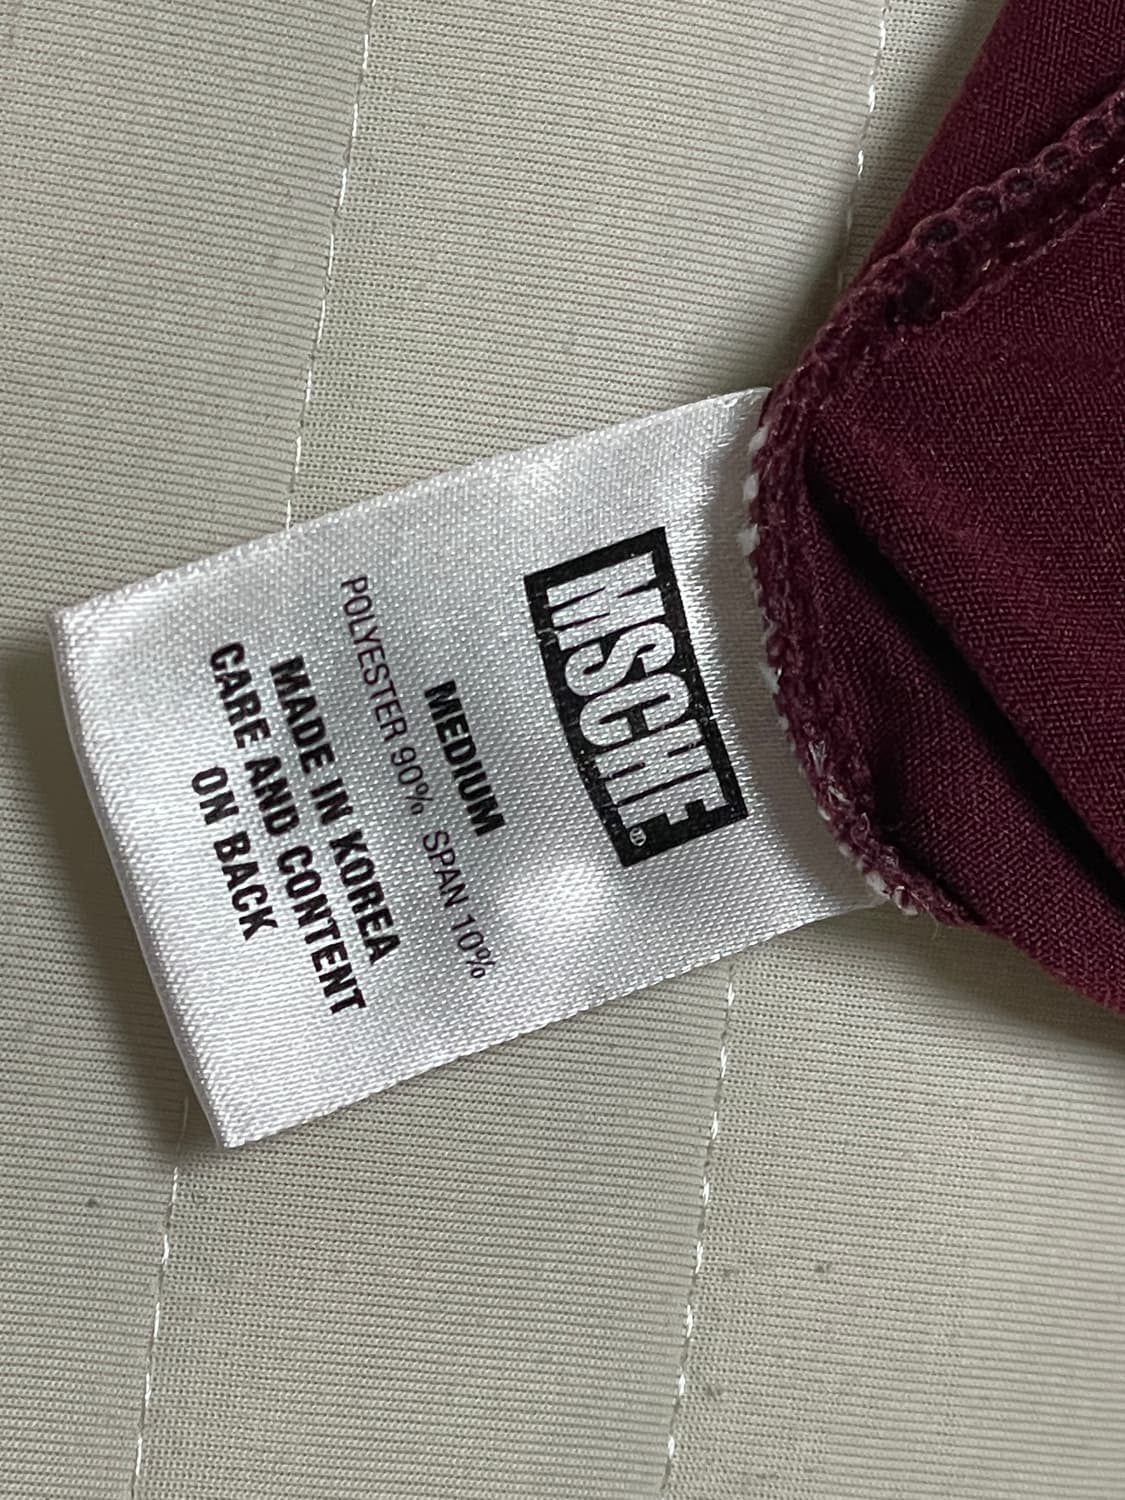 MSCHF®
MEDIUM
POLYESTER 90% SPAN 10%
MADE IN KOREA
CARE AND CONTENT
ON BACK